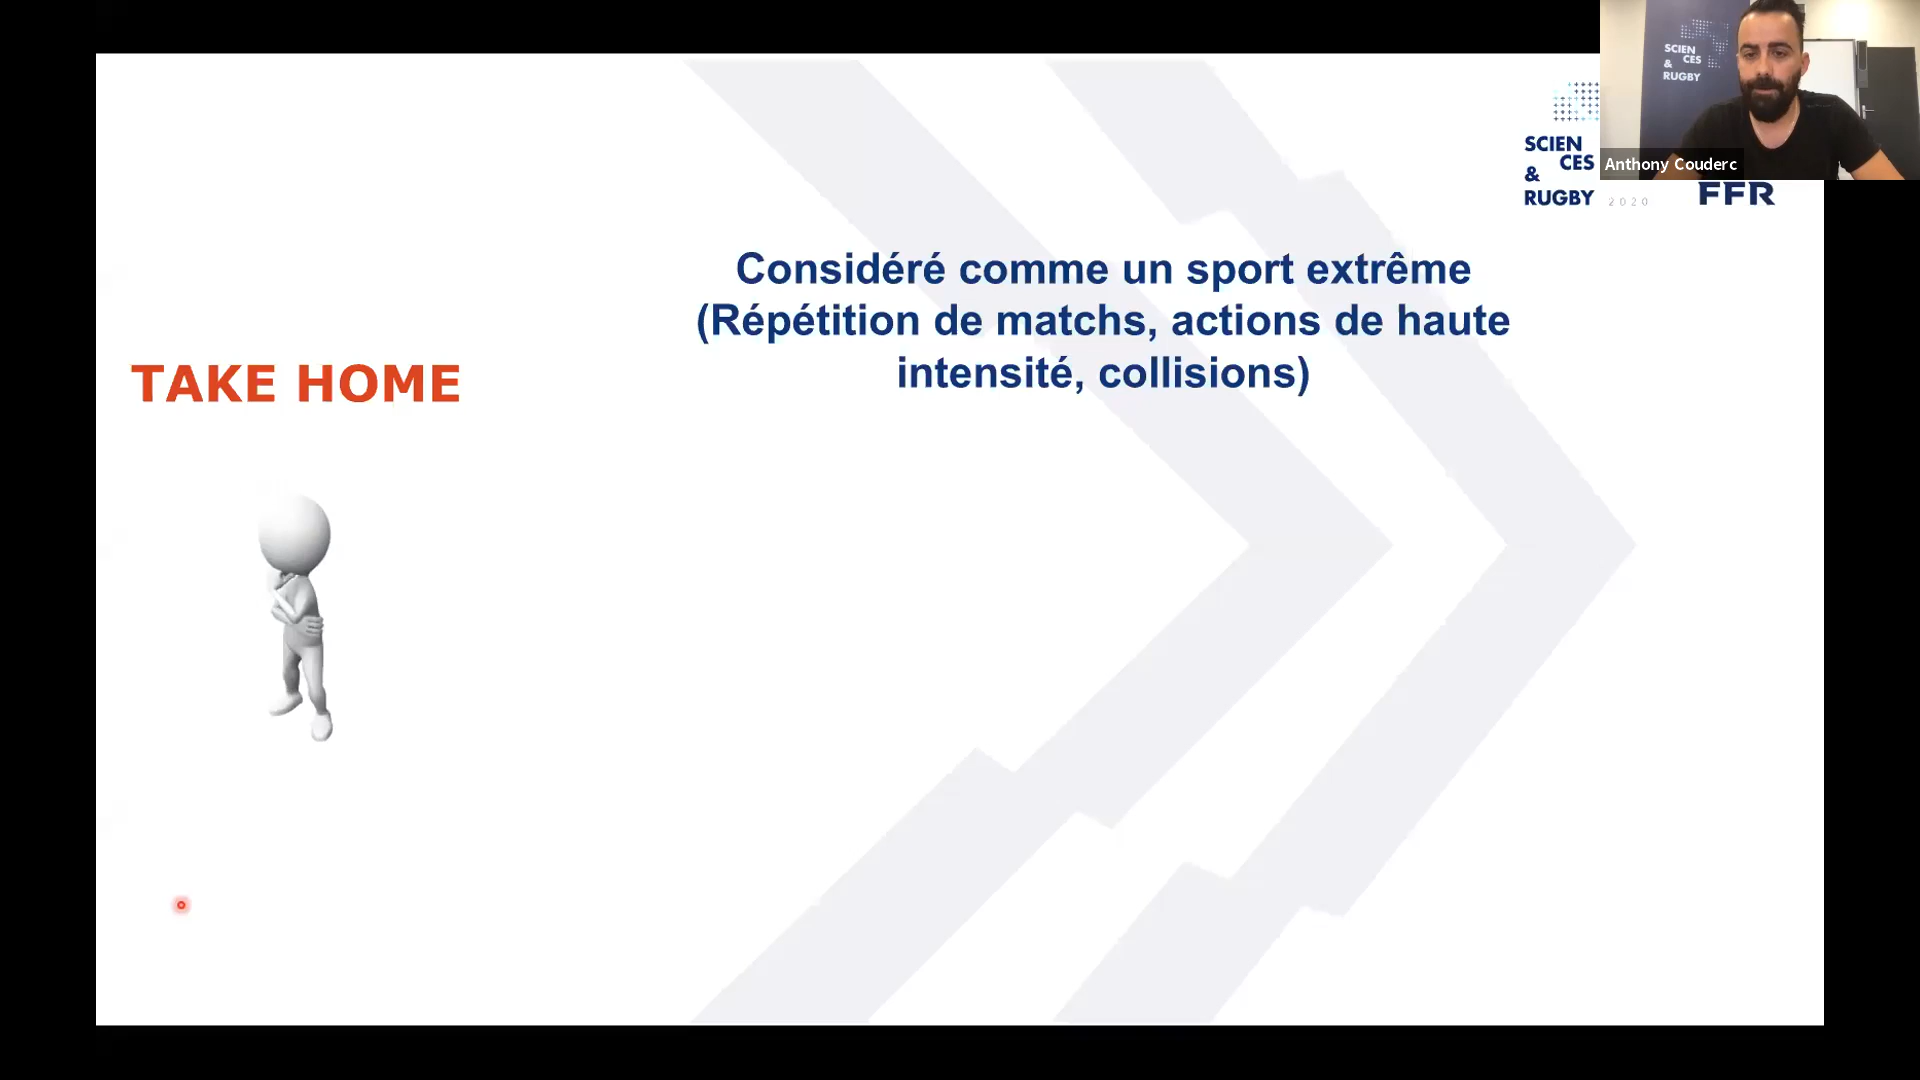 SCIEN
CES
&
RUGBY
Anthony Couderc
SCIEN
CES
&
RUGBY 2020
FFR
Considéré comme un sport extrême
(Répétition de matchs, actions de haute
intensité, collisions)
TAKE HOME